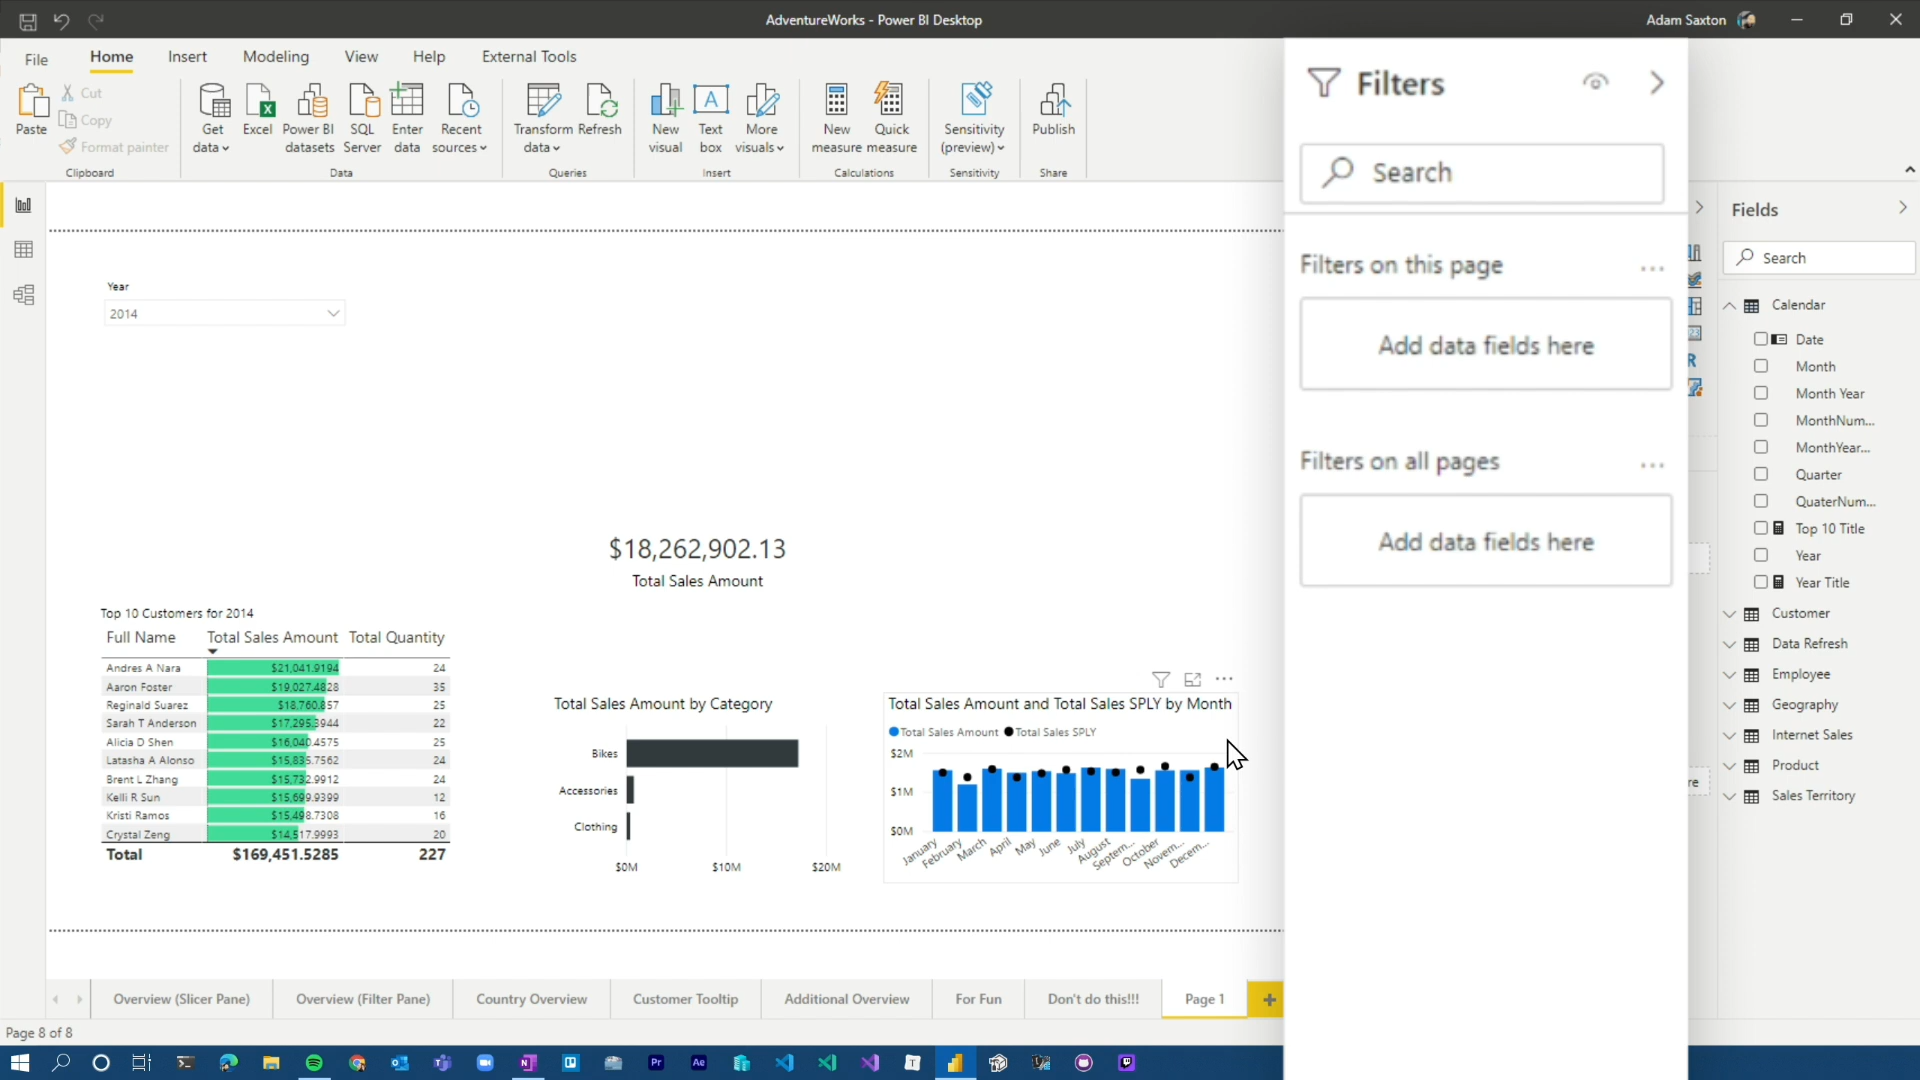 AdventureWorks - Power BI Desktop
Adam Saxton
File Home Insert Modeling View Help External Tools
Paste
Cut
Copy
Format painter
Clipboard
Get data
Excel
Power BI datasets
SQL Server
Enter data
Recent sources
Data
Transform data
Refresh
Queries
New visual
Text box
More visuals
Insert
New measure
Quick measure
Calculations
Sensitivity (preview)
Sensitivity
Publish
Share
Year
2014
$18,262,902.13
Total Sales Amount
Top 10 Customers for 2014
Full Name Total Sales Amount Total Quantity
Andres A Nara $21,041.9194 24
Aaron Foster $19,027.4828 35
Reginald Suarez $18,760.857 25
Sarah T Anderson $17,295.3944 22
Alicia D Shen $16,040.4575 25
Latasha A Alonso $15,835.7562 24
Brent L Zhang $15,732.9912 24
Kelli R Sun $15,699.9399 12
Kristi Ramos $15,498.7308 16
Crystal Zeng $14,517.9993 20
Total $169,451.5285 227
Total Sales Amount by Category
Bikes
Accessories
Clothing
$0M $10M $20M
Total Sales Amount and Total Sales SPLY by Month
Total Sales Amount Total Sales SPLY
$2M
$1M
$0M
January February March April May June July August Septem... October Novem... Decem...
Filters
Search
Filters on this page ...
Add data fields here
Filters on all pages ...
Add data fields here
re
Fields
Search
Calendar
Date
Month
Month Year
MonthNum...
MonthYear...
Quarter
QuaterNum...
Top 10 Title
Year
Year Title
Customer
Data Refresh
Employee
Geography
Internet Sales
Product
Sales Territory
Overview (Slicer Pane) Overview (Filter Pane) Country Overview Customer Tooltip Additional Overview For Fun Don't do this!!! Page 1 +
Page 8 of 8
Pr Ae